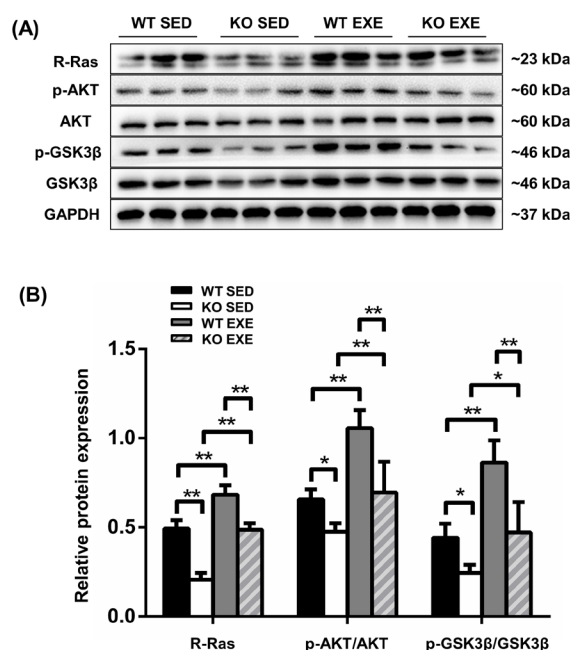 (A)
WT SED KO SED WT EXE KO EXE
R-Ras ~23 kDa
p-AKT ~60 kDa
AKT ~60 kDa
p-GSK3β ~46 kDa
GSK3β ~46 kDa
GAPDH ~37 kDa
(B)
WT SED
KO SED
WT EXE
KO EXE
Relative protein expression
1.5
1.0
0.5
0.0
** ** ** **
* ** ** **
* ** * **
R-Ras p-AKT/AKT p-GSK3β/GSK3β